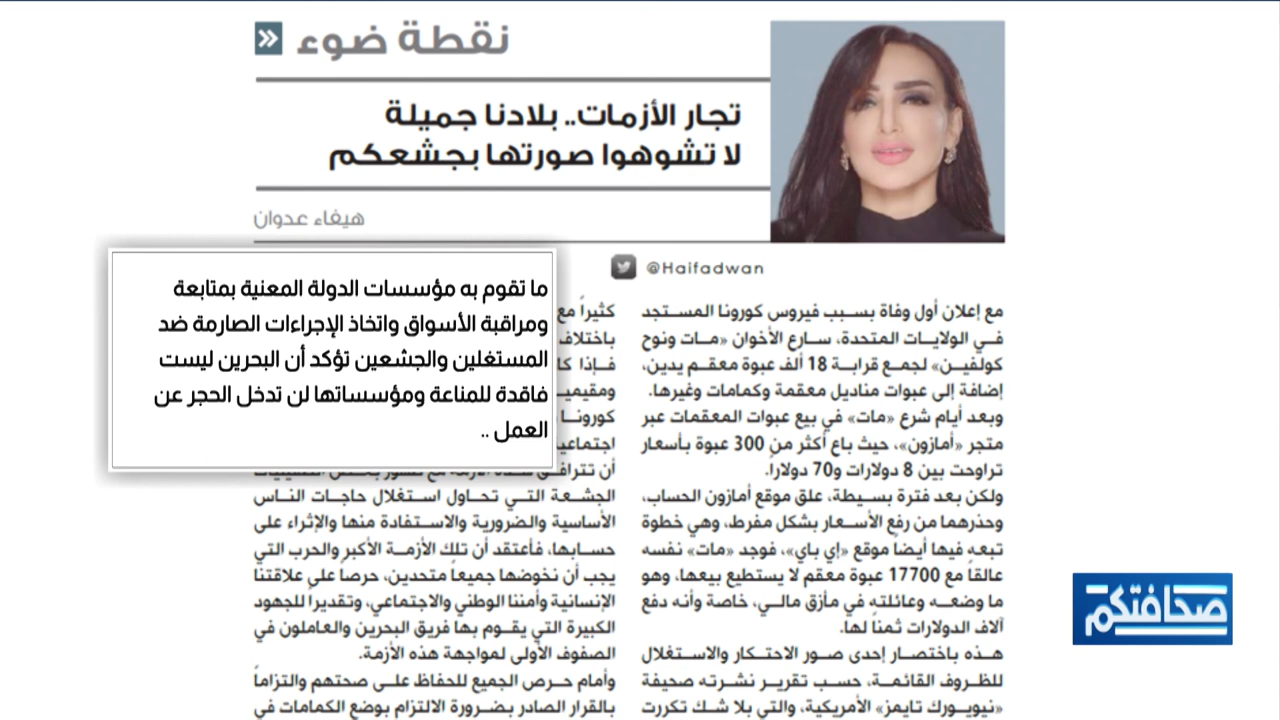 نقطة ضوء
تجار الأزمات.. بلادنا جميلة
لا تشوهوا صورتها بجشعكم
هيفاء عدوان
@Haifadwan
مع إعلان أول وفاة بسبب فيروس كورونا المستجد
في الولايات المتحدة، سارع الأخوان «مات ونوح
كولفين» لجمع قرابة 18 ألف عبوة معقم يدين،
إضافة إلى عبوات مناديل معقمة وكمامات وغيرها.
وبعد أيام شرع «مات» في بيع عبوات المعقمات عبر
متجر «أمازون»، حيث باع أكثر من 300 عبوة بأسعار
تراوحت بين 8 دولارات و70 دولاراً.
ولكن بعد فترة بسيطة، علق موقع أمازون الحساب،
وحذرهما من رفع الأسعار بشكل مفرط، وهي خطوة
تبعه فيها أيضاً موقع «إي باي»، فوجد «مات» نفسه
عالقاً مع 17700 عبوة معقم لا يستطيع بيعها، وهو
ما وضعه وعائلته في مأزق مالي، خاصة وأنه دفع
آلاف الدولارات ثمناً لها.
هذه باختصار إحدى صور الاحتكار والاستغلال
للظروف القائمة، حسب تقرير نشرته صحيفة
«نيويورك تايمز» الأمريكية، والتي بلا شك تكررت
كثيراً مع
باختلاف
فإذا كا
ومقيمي
كورونا
اجتماعي
الجشعة التي تحاول استغلال حاجات الناس
الأساسية والضرورية والاستفادة منها والإثراء على
حسابها، فأعتقد أن تلك الأزمة الأكبر والحرب التي
يجب أن نخوضها جميعاً متحدين، حرصاً على علاقتنا
الإنسانية وأمننا الوطني والاجتماعي، وتقديراً للجهود
الكبيرة التي يقوم بها فريق البحرين والعاملون في
الصفوف الأولى لمواجهة هذه الأزمة.
وأمام حرص الجميع للحفاظ على صحتهم والتزاماً
بالقرار الصادر بضرورة الالتزام بوضع الكمامات في
ما تقوم به مؤسسات الدولة المعنية بمتابعة
ومراقبة الأسواق واتخاذ الإجراءات الصارمة ضد
المستغلين والجشعين تؤكد أن البحرين ليست
فاقدة للمناعة ومؤسساتها لن تدخل الحجر عن
العمل ..
صحافتكم